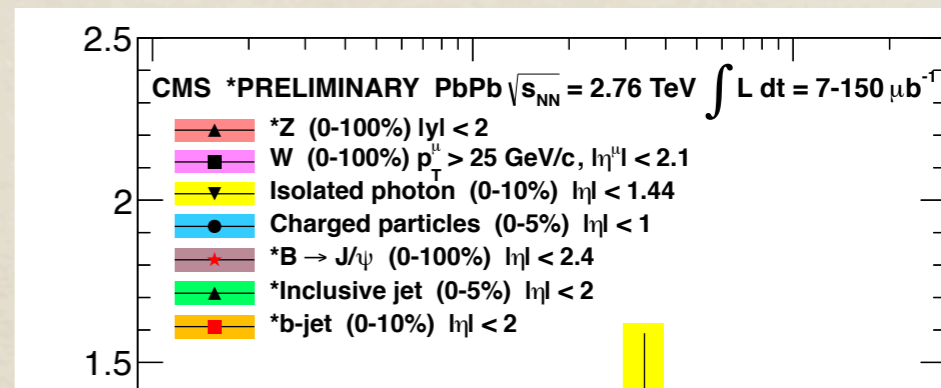 2.5
CMS *PRELIMINARY PbPb √sNN = 2.76 TeV ∫ L dt = 7-150 μb-1
*Z (0-100%) |y| < 2
W (0-100%) pTμ > 25 GeV/c, |ημ| < 2.1
2
Isolated photon (0-10%) |η| < 1.44
Charged particles (0-5%) |η| < 1
*B → J/ψ (0-100%) |η| < 2.4
*Inclusive jet (0-5%) |η| < 2
*b-jet (0-10%) |η| < 2
1.5